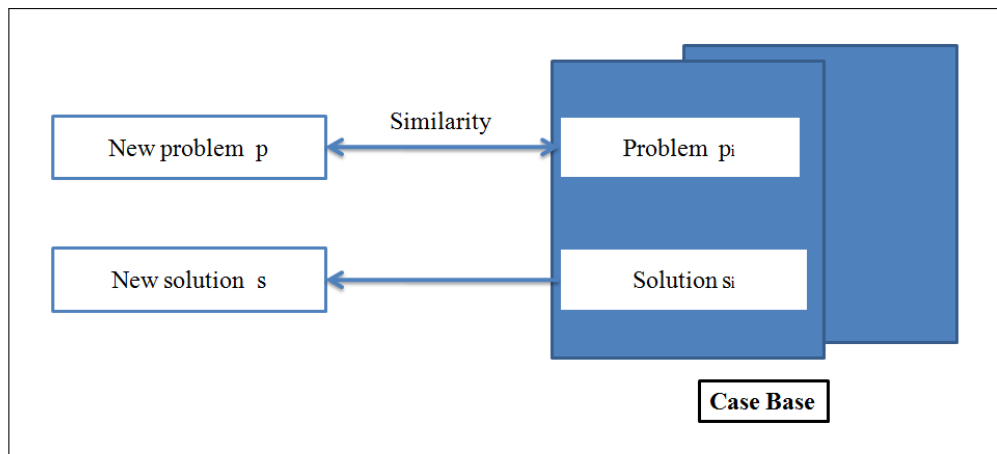 Similarity
New problem p
Problem pi
New solution s
Solution si
Case Base